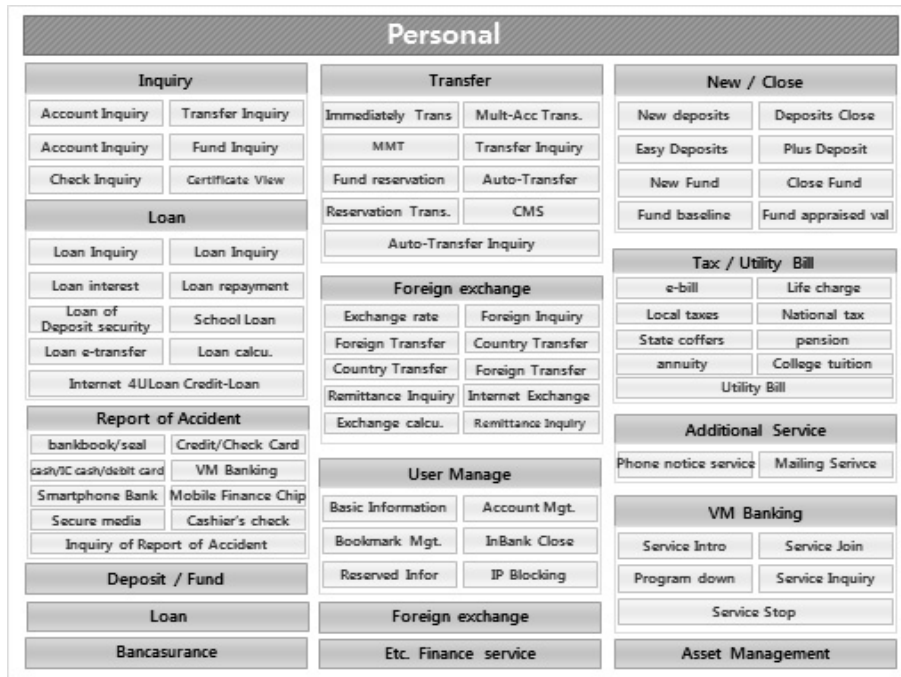 Personal
Inquiry
Account Inquiry Transfer Inquiry
Account Inquiry Fund Inquiry
Check Inquiry Certificate View
Loan
Loan Inquiry Loan Inquiry
Loan interest Loan repayment
Loan of
Deposit security School Loan
Loan e-transfer Loan calcu.
Internet 4ULoan Credit-Loan
Report of Accident
bankbook/seal Credit/Check Card
cash/IC cash/debit card VM Banking
Smartphone Bank Mobile Finance Chip
Secure media Cashier's check
Inquiry of Report of Accident
Deposit / Fund
Loan
Bancasurance
Transfer
Immediately Trans Mult-Acc Trans.
MMT Transfer Inquiry
Fund reservation Auto-Transfer
Reservation Trans. CMS
Auto-Transfer Inquiry
Foreign exchange
Exchange rate Foreign Inquiry
Foreign Transfer Country Transfer
Country Transfer Foreign Transfer
Remittance Inquiry Internet Exchange
Exchange calcu. Remittance Inquiry
User Manage
Basic Information Account Mgt.
Bookmark Mgt. InBank Close
Reserved Infor IP Blocking
Foreign exchange
Etc. Finance service
New / Close
New deposits Deposits Close
Easy Deposits Plus Deposit
New Fund Close Fund
Fund baseline Fund appraised val
Tax / Utility Bill
e-bill Life charge
Local taxes National tax
State coffers pension
annuity College tuition
Utility Bill
Additional Service
Phone notice service Mailing Serivce
VM Banking
Service Intro Service Join
Program down Service Inquiry
Service Stop
Asset Management